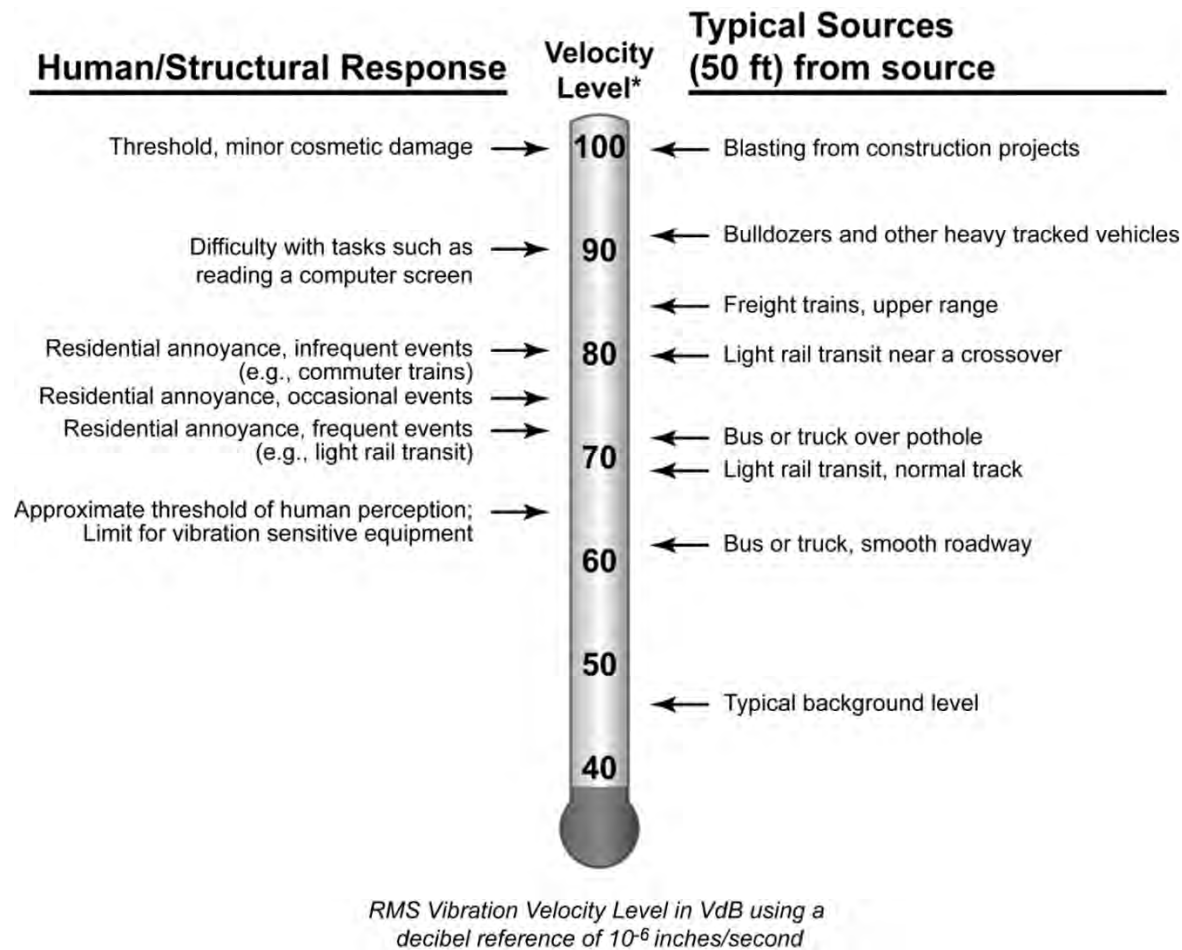 Human/Structural Response
Velocity
Level*
Typical Sources
(50 ft) from source
Threshold, minor cosmetic damage
100
Blasting from construction projects
Difficulty with tasks such as
reading a computer screen
90
Bulldozers and other heavy tracked vehicles
Freight trains, upper range
Residential annoyance, infrequent events
(e.g., commuter trains)
80
Light rail transit near a crossover
Residential annoyance, occasional events
Residential annoyance, frequent events
(e.g., light rail transit)
Bus or truck over pothole
70
Light rail transit, normal track
Approximate threshold of human perception;
Limit for vibration sensitive equipment
60
Bus or truck, smooth roadway
50
Typical background level
40
RMS Vibration Velocity Level in VdB using a
decibel reference of 10⁻⁶ inches/second